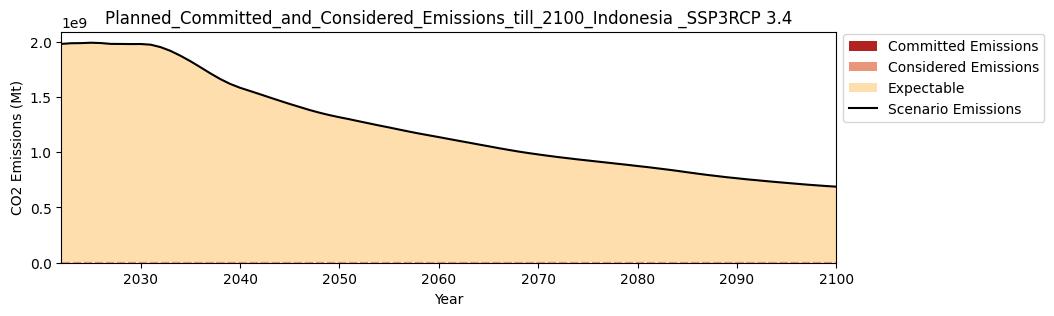 Planned_Committed_and_Considered_Emissions_till_2100_Indonesia _SSP3RCP 3.4
1e9
2.0
1.5
1.0
0.5
0.0
CO2 Emissions (Mt)
2030 2040 2050 2060 2070 2080 2090 2100
Year
Committed Emissions
Considered Emissions
Expectable
Scenario Emissions